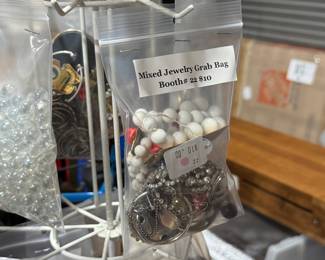 Mixed Jewelry Grab Bag
Booth# 22 $10